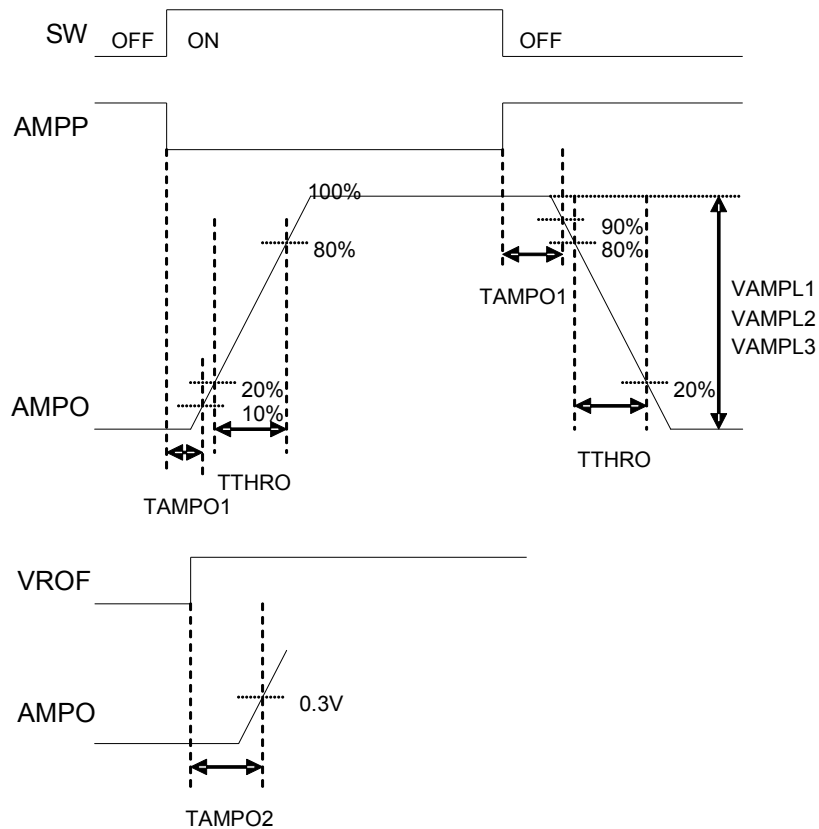 SW OFF ON OFF
AMPP
100%
80%
90%
80%
TAMPO1
VAMPL1
VAMPL2
VAMPL3
AMPO
20%
10%
20%
TTHRO
TTHRO
TAMPO1
VROF
AMPO
0.3V
TAMPO2